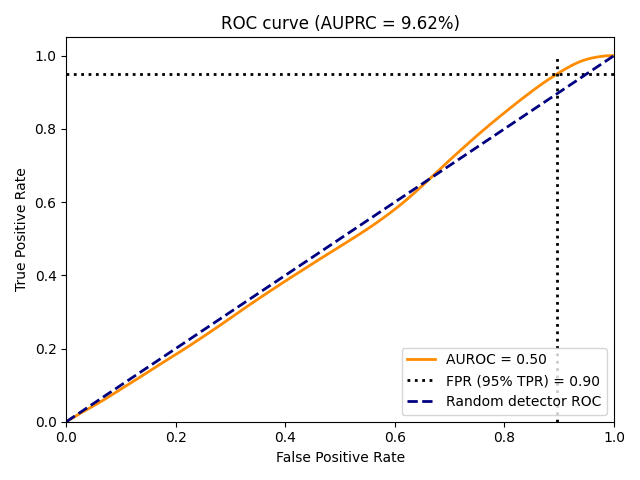 ROC curve (AUPRC = 9.62%)
True Positive Rate
1.0
0.8
0.6
0.4
0.2
0.0
AUROC = 0.50
FPR (95% TPR) = 0.90
Random detector ROC
0.0 0.2 0.4 0.6 0.8 1.0
False Positive Rate